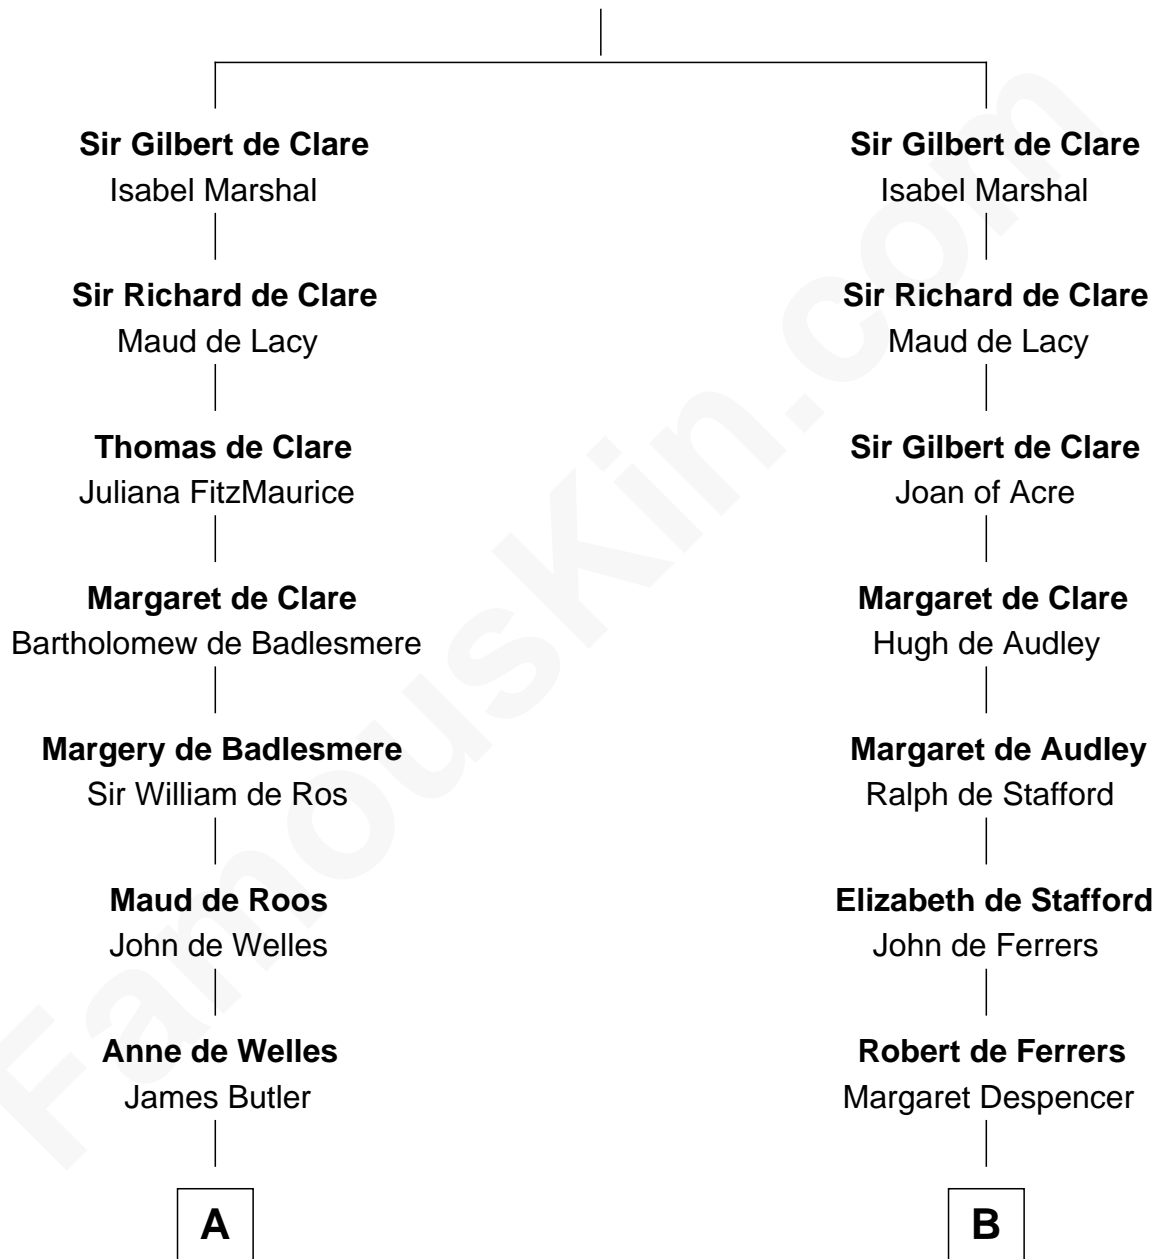 Sir Gilbert de Clare
Isabel Marshal
Sir Richard de Clare
Maud de Lacy
Thomas de Clare
Juliana FitzMaurice
Margaret de Clare
Bartholomew de Badlesmere
Margery de Badlesmere
Sir William de Ros
Maud de Roos
John de Welles
Anne de Welles
James Butler
A
Sir Gilbert de Clare
Isabel Marshal
Sir Richard de Clare
Maud de Lacy
Sir Gilbert de Clare
Joan of Acre
Margaret de Clare
Hugh de Audley
Margaret de Audley
Ralph de Stafford
Elizabeth de Stafford
John de Ferrers
Robert de Ferrers
Margaret Despencer
B
FamousKin.com